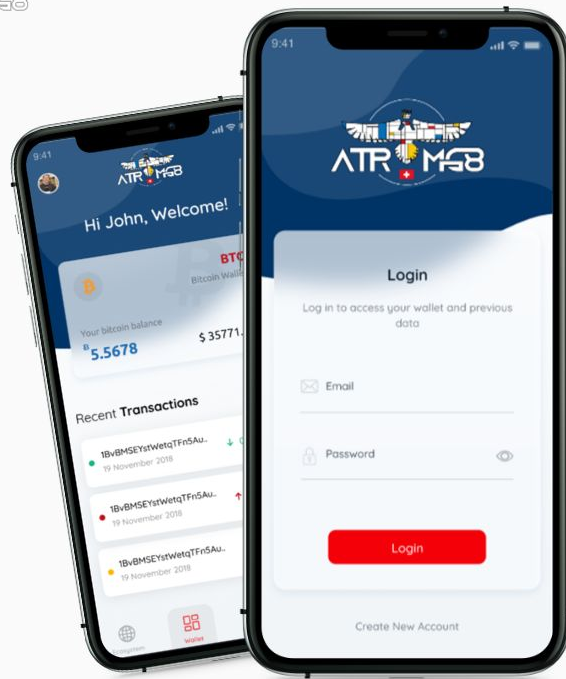 9:41
ATR MG8
Hi John, Welcome!
BTC
Bitcoin Walle
Your bitcoin balance
5.5678
$ 35771.
Recent Transactions
1BvBMSEYstWetqTFn5Au..
19 November 2018
1BvBMSEYstWetqTFn5Au..
19 November 2018
1BvBMSEYstWetqTFn5Au..
19 November 2018
Ecosystem
Wallet
9:41
ATR MG8
Login
Log in to access your wallet and previous
data
Email
Password
Login
Create New Account